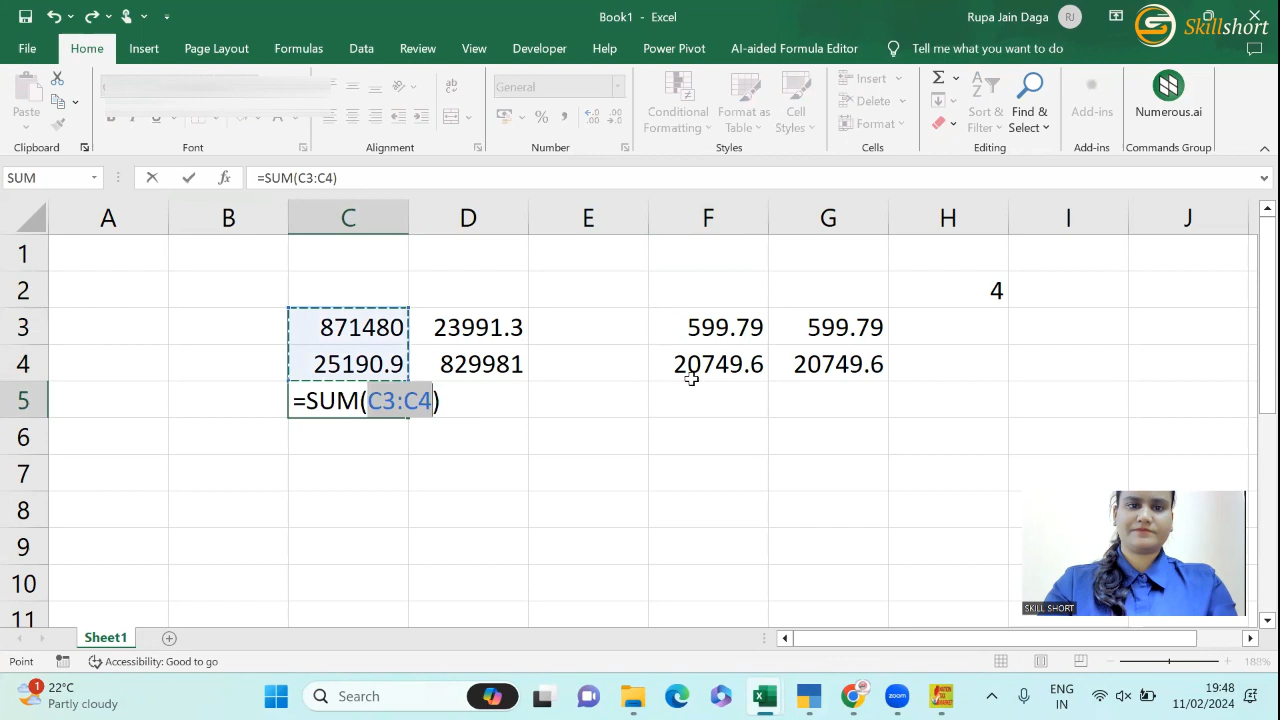 Book1 - Excel
Rupa Jain Daga
RJ
Skillshort
File Home Insert Page Layout Formulas Data Review View Developer Help Power Pivot AI-aided Formula Editor Tell me what you want to do
General
Paste
Conditional Formatting
Format as Table
Cell Styles
Insert
Delete
Format
Sort & Filter
Find & Select
Add-ins
Numerous.ai
Clipboard Font Alignment Number Styles Cells Editing Add-ins Commands Group
SUM
=SUM(C3:C4)
A B C D E F G H I J
1
2 4
3 871480 23991.3 599.79 599.79
4 25190.9 829981 20749.6 20749.6
5 =SUM(C3:C4)
6
7
8
9
10
11
SKILL SHORT
Sheet1
Point Accessibility: Good to go 188%
1
22°C
Partly cloudy
Search
ENG
IN
19:48
11/02/2024